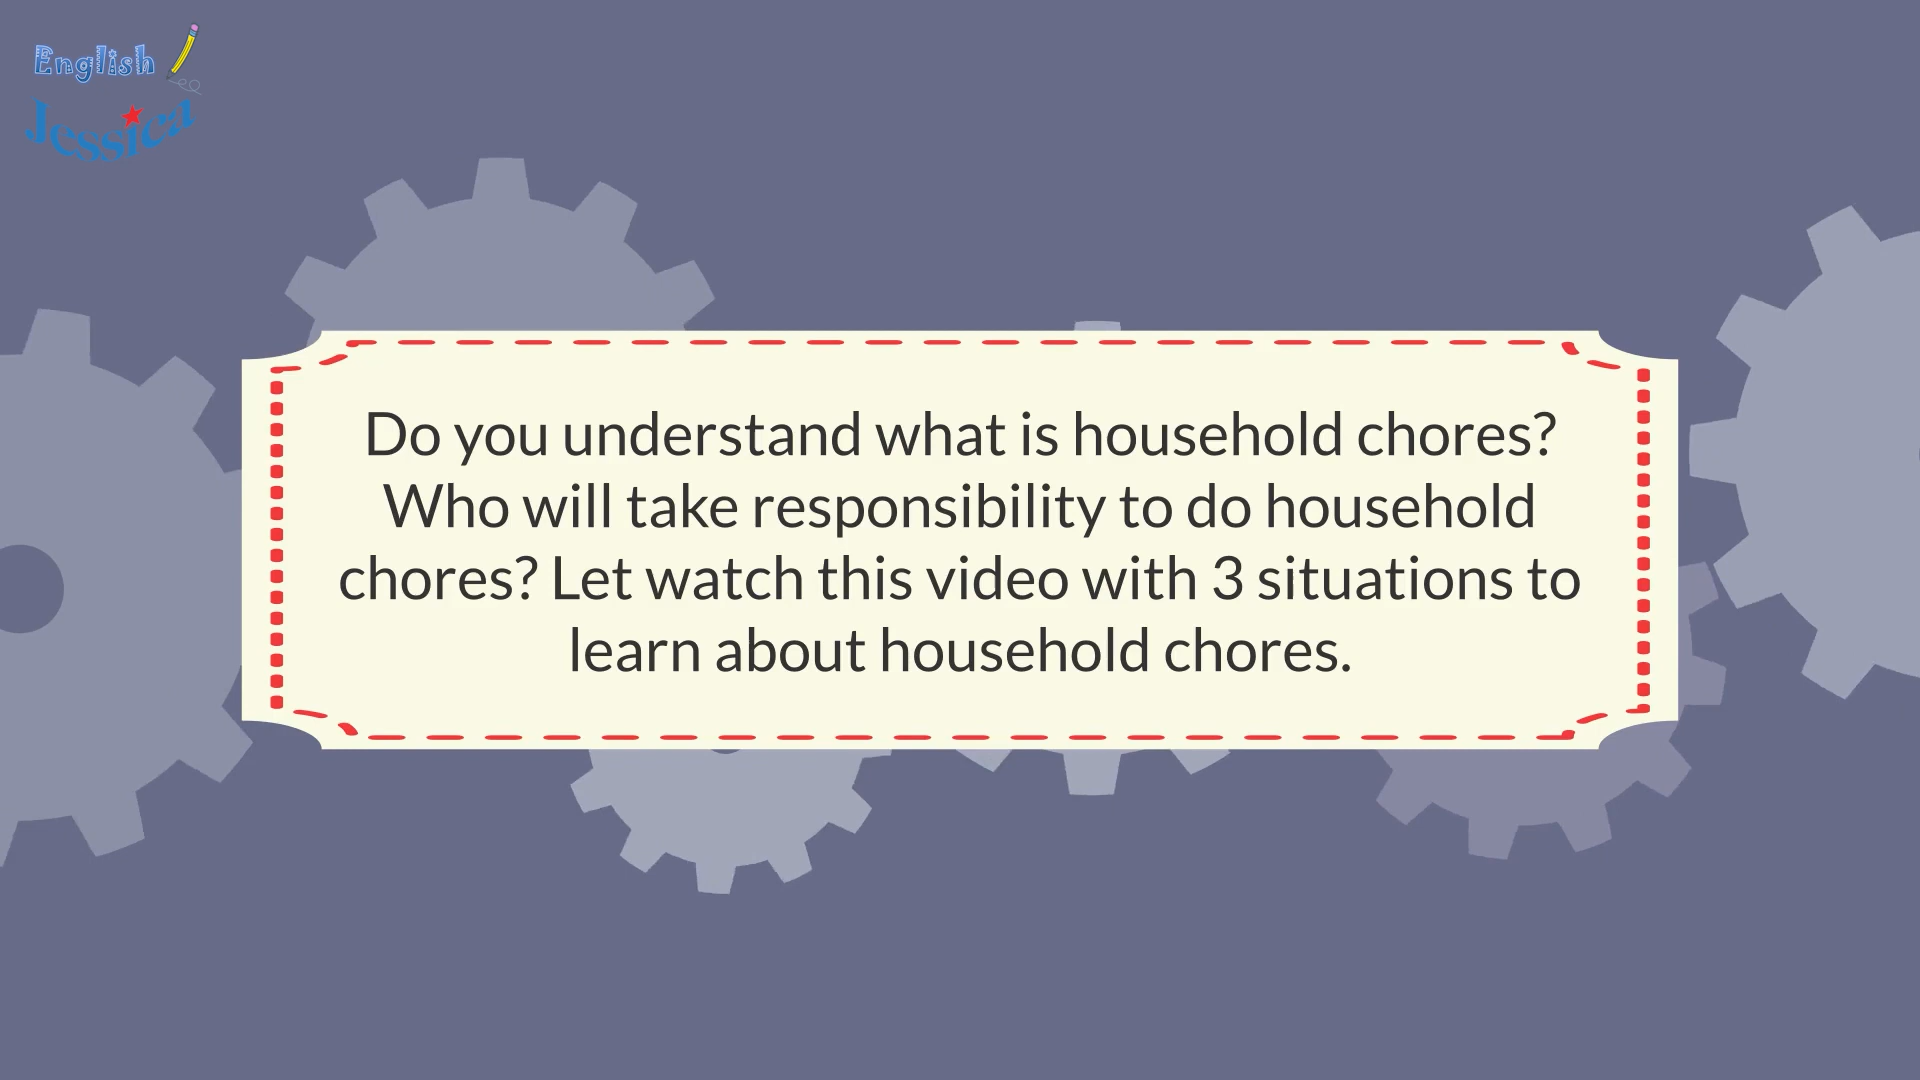 English
Jessica
Do you understand what is household chores?
Who will take responsibility to do household
chores? Let watch this video with 3 situations to
learn about household chores.